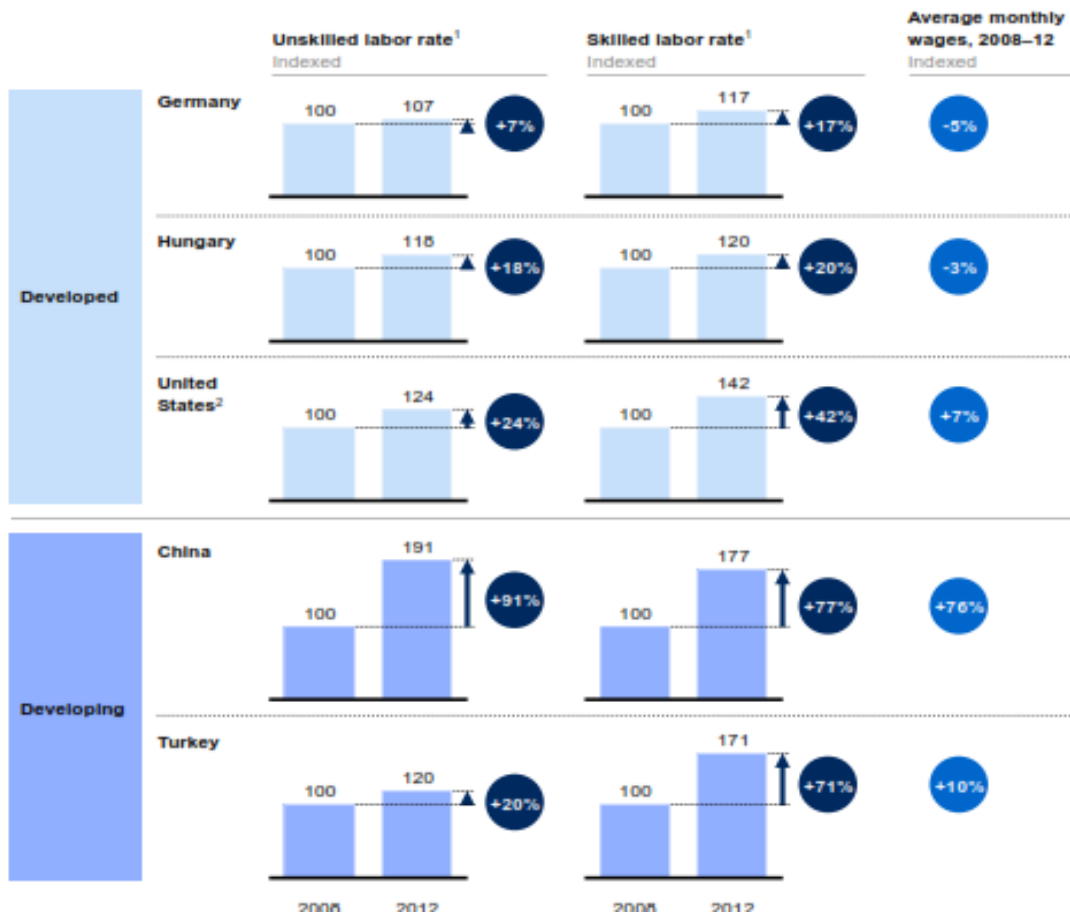 Unskilled labor rate1
Indexed
Skilled labor rate1
Indexed
Average monthly
wages, 2008–12
Indexed
Developed
Germany
100
107
+7%
100
117
+17%
-5%
Hungary
100
118
+18%
100
120
+20%
-3%
United
States2
100
124
+24%
100
142
+42%
+7%
Developing
China
100
191
+91%
100
177
+77%
+76%
Turkey
100
120
+20%
100
171
+71%
+10%
2008
2012
2008
2012